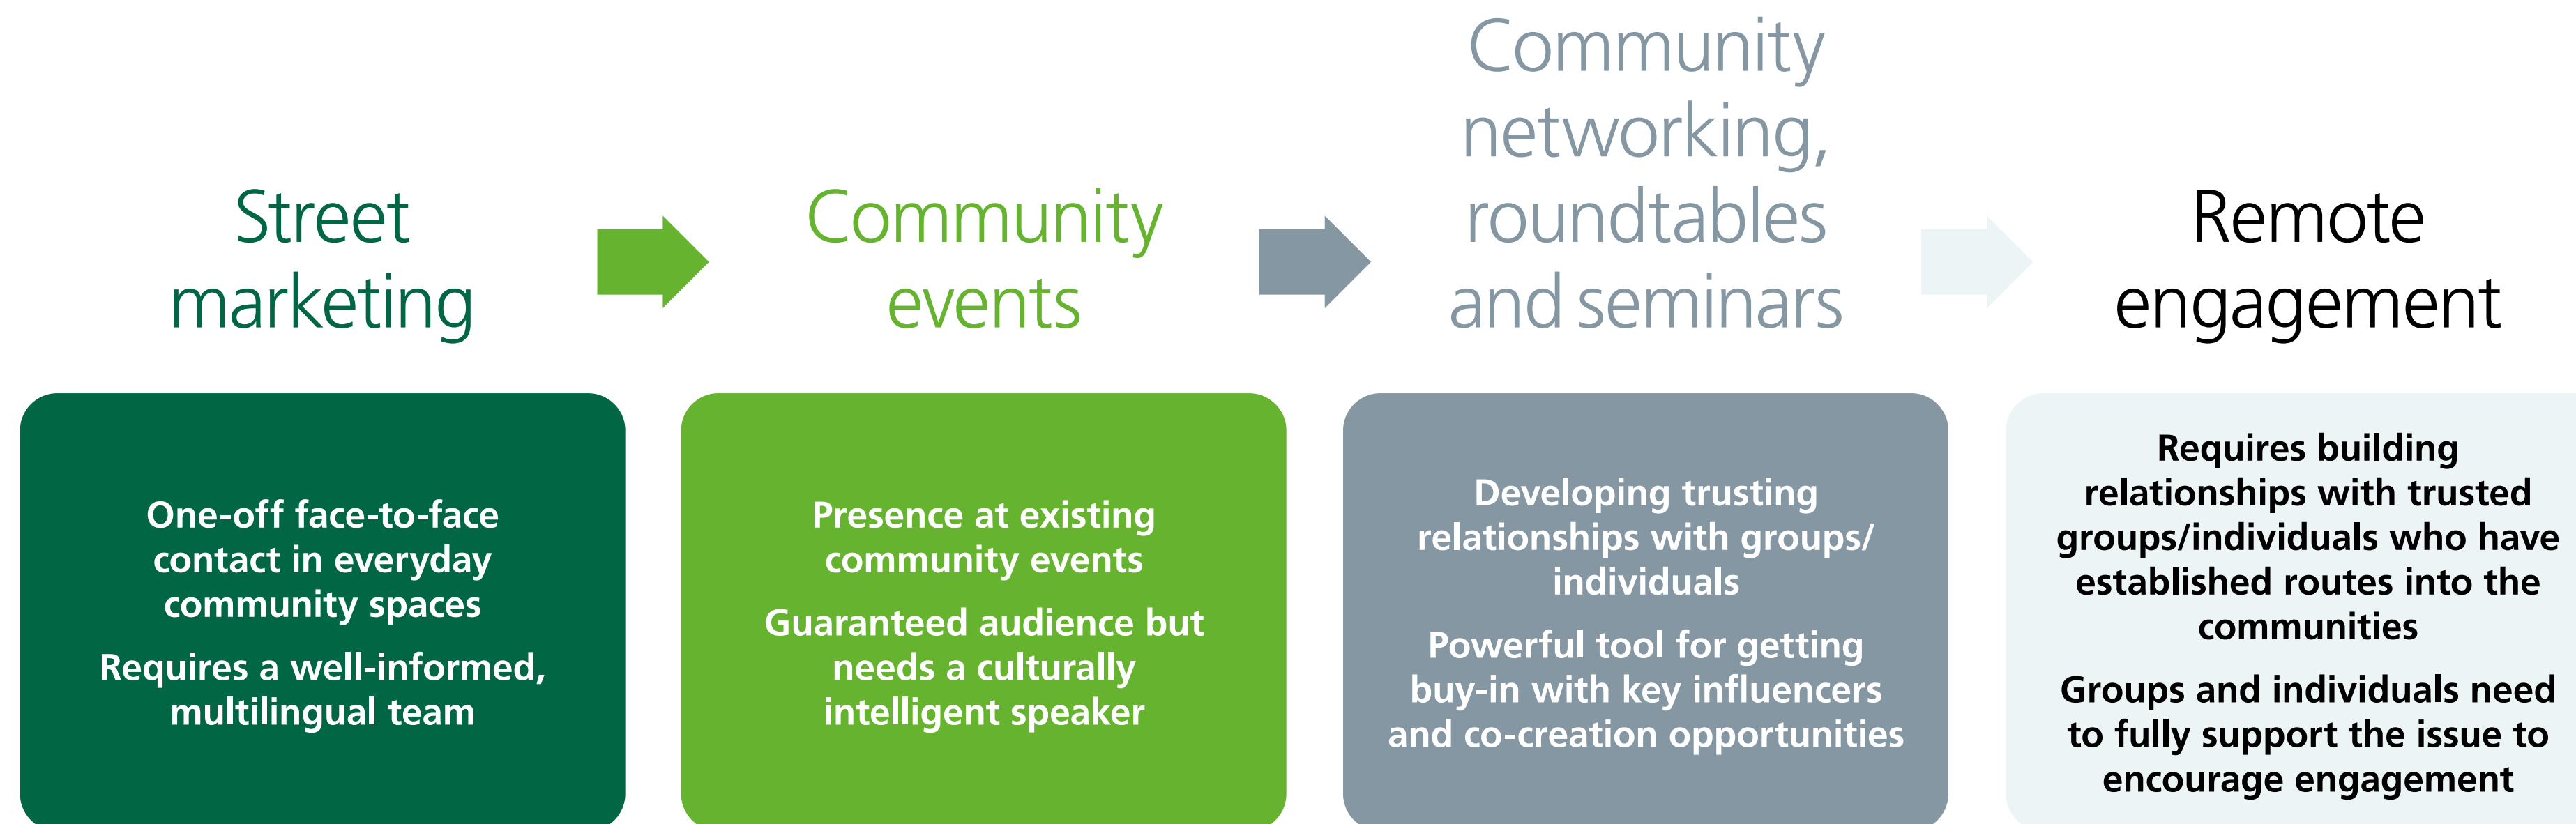 Street
marketing
One-off face-to-face
contact in everyday
community spaces
Requires a well-informed,
multilingual team
Community
events
Presence at existing
community events
Guaranteed audience but
needs a culturally
intelligent speaker
Community
networking,
roundtables
and seminars
Developing trusting
relationships with groups/
individuals
Powerful tool for getting
buy-in with key influencers
and co-creation opportunities
Remote
engagement
Requires building
relationships with trusted
groups/individuals who have
established routes into the
communities
Groups and individuals need
to fully support the issue to
encourage engagement